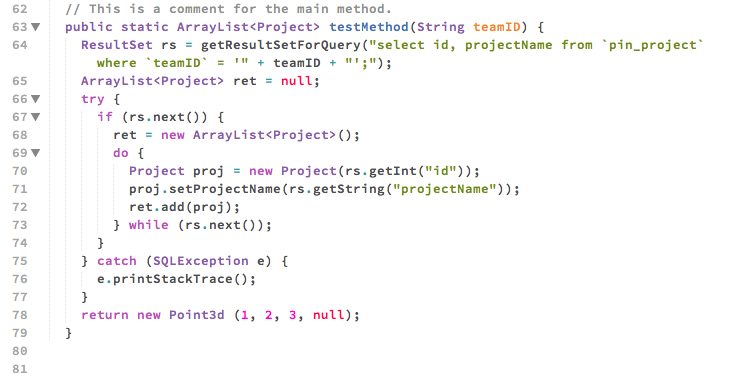 62 // This is a comment for the main method.
63 public static ArrayList<Project> testMethod(String teamID) {
64 ResultSet rs = getResultSetForQuery("select id, projectName from `pin_project`
where `teamID` = '" + teamID + "';");
65 ArrayList<Project> ret = null;
66 try {
67 if (rs.next()) {
68 ret = new ArrayList<Project>();
69 do {
70 Project proj = new Project(rs.getInt("id"));
71 proj.setProjectName(rs.getString("projectName"));
72 ret.add(proj);
73 } while (rs.next());
74 }
75 } catch (SQLException e) {
76 e.printStackTrace();
77 }
78 return new Point3d (1, 2, 3, null);
79 }
80
81